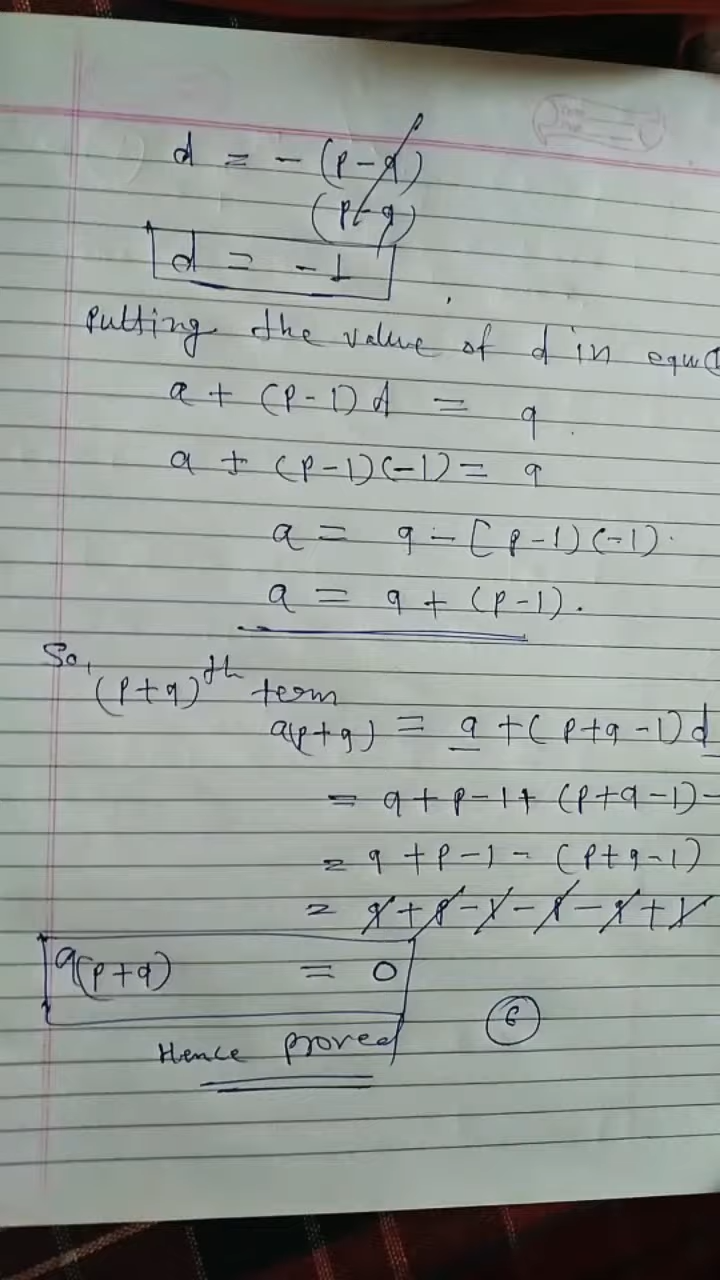 d = - (p-q)
(p-q)
d = -1
Putting the value of d in equ(1
a + (p-1)d = q
a + (p-1)(-1) = q
a = q - (p-1)(-1).
a = q + (p-1).
So, (p+q)th term
a(p+q) = a + (p+q-1)d
= q+p-1+ (p+q-1)-
= q+p-1- (p+q-1)
= q+p-1-p-q+1
a(p+q) = 0
6
Hence proved